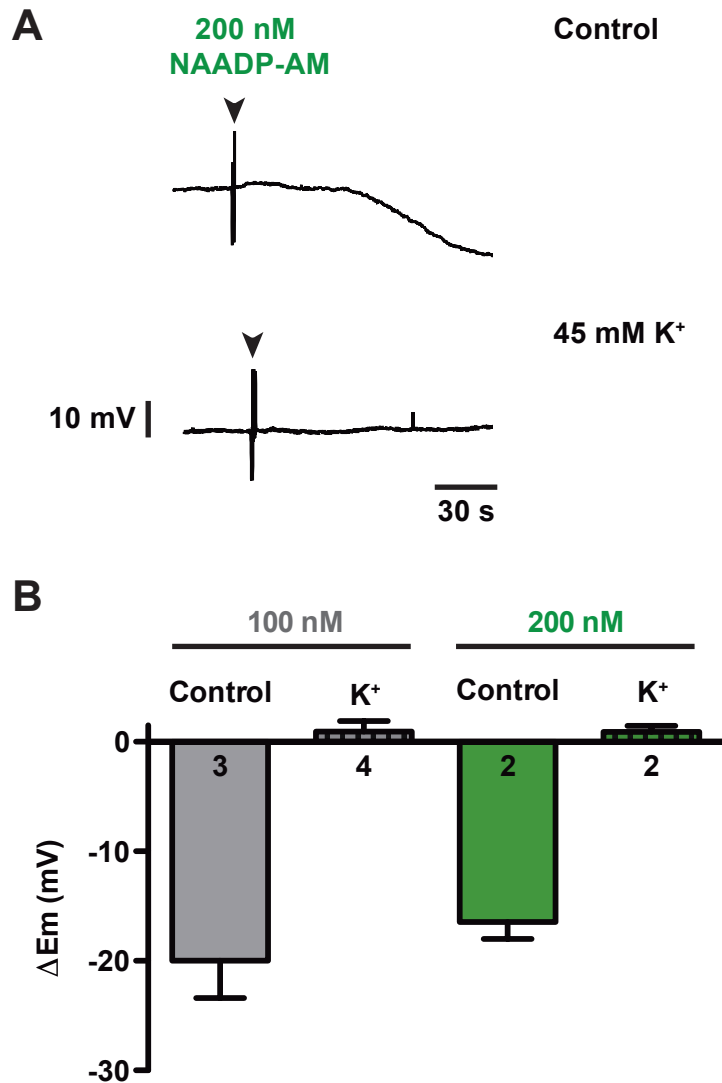 A
200 nM
NAADP-AM
Control
45 mM K⁺
10 mV
30 s
B
100 nM
200 nM
Control
K⁺
Control
K⁺
0
3
4
2
2
-10
-20
-30
ΔEm (mV)